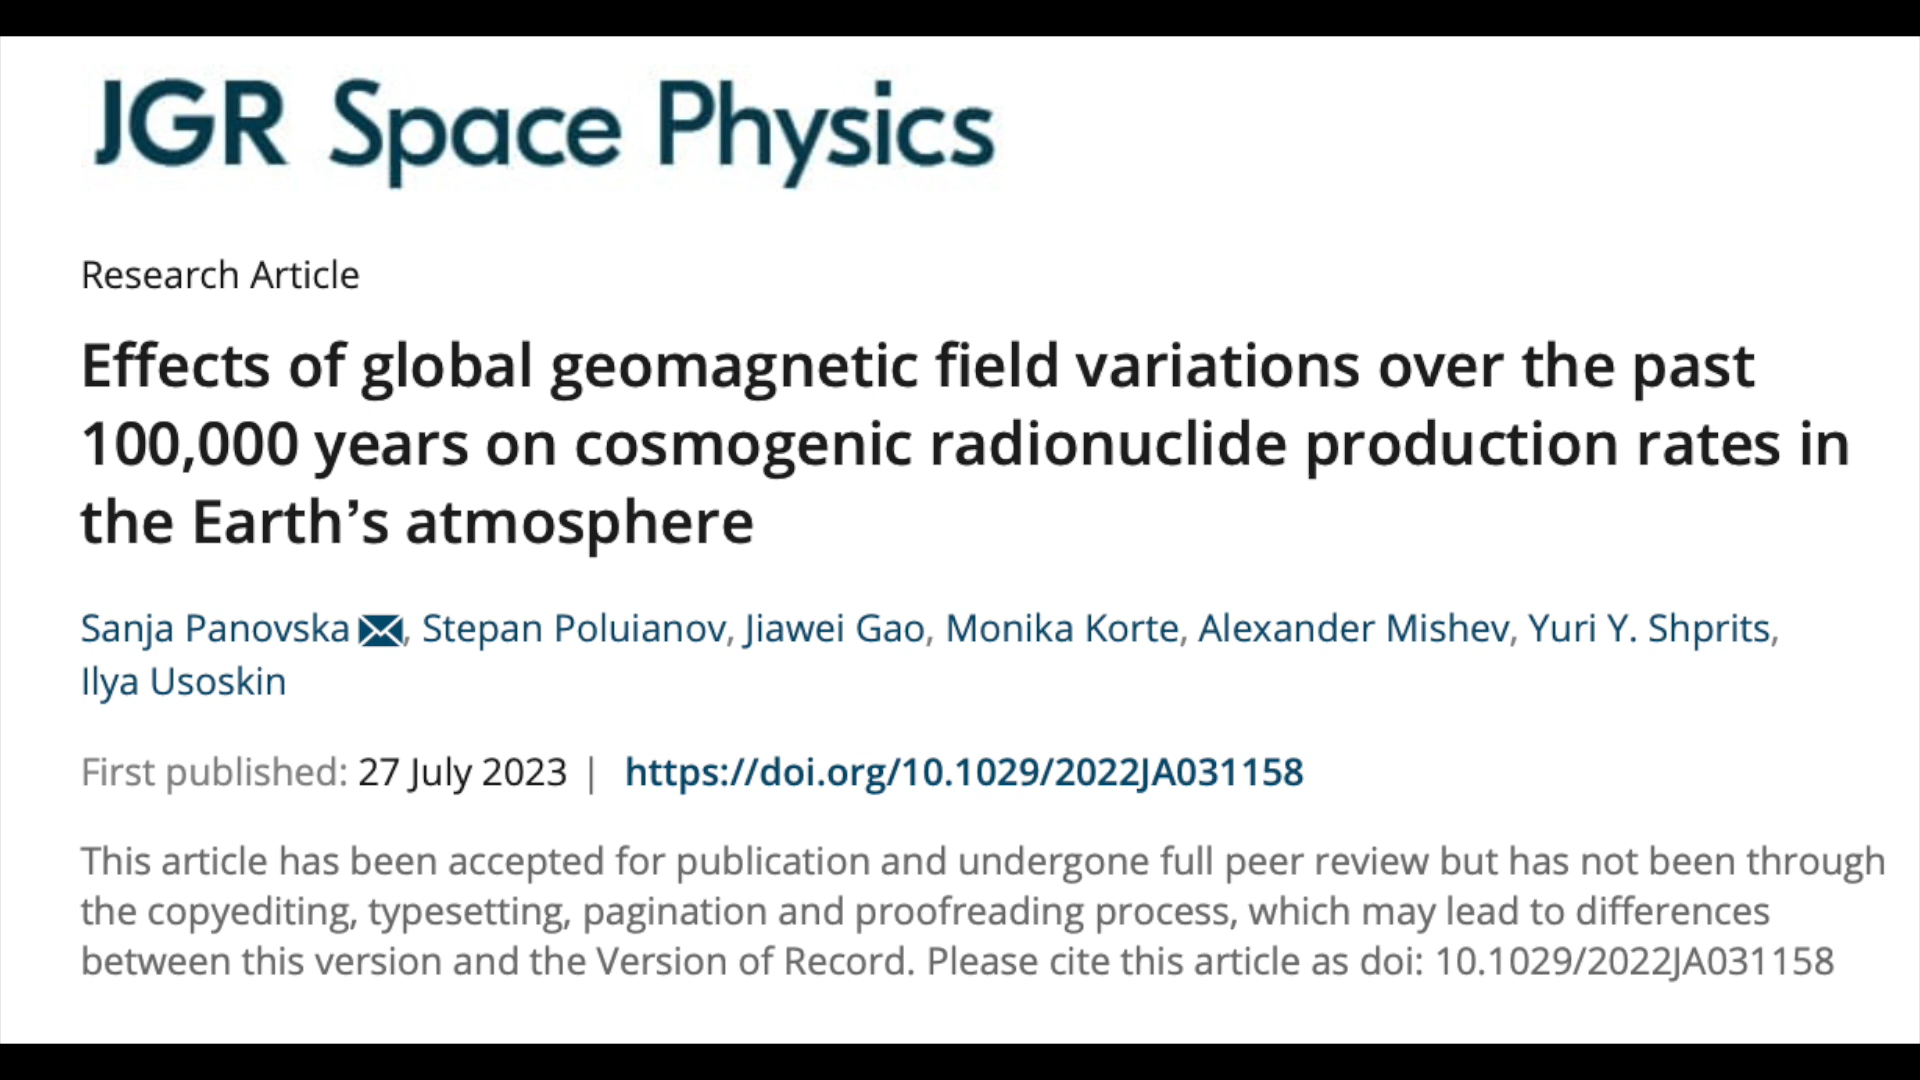 JGR Space Physics
Research Article
Effects of global geomagnetic field variations over the past
100,000 years on cosmogenic radionuclide production rates in
the Earth’s atmosphere
Sanja Panovska, Stepan Poluianov, Jiawei Gao, Monika Korte, Alexander Mishev, Yuri Y. Shprits,
Ilya Usoskin
First published: 27 July 2023 | https://doi.org/10.1029/2022JA031158
This article has been accepted for publication and undergone full peer review but has not been through
the copyediting, typesetting, pagination and proofreading process, which may lead to differences
between this version and the Version of Record. Please cite this article as doi: 10.1029/2022JA031158